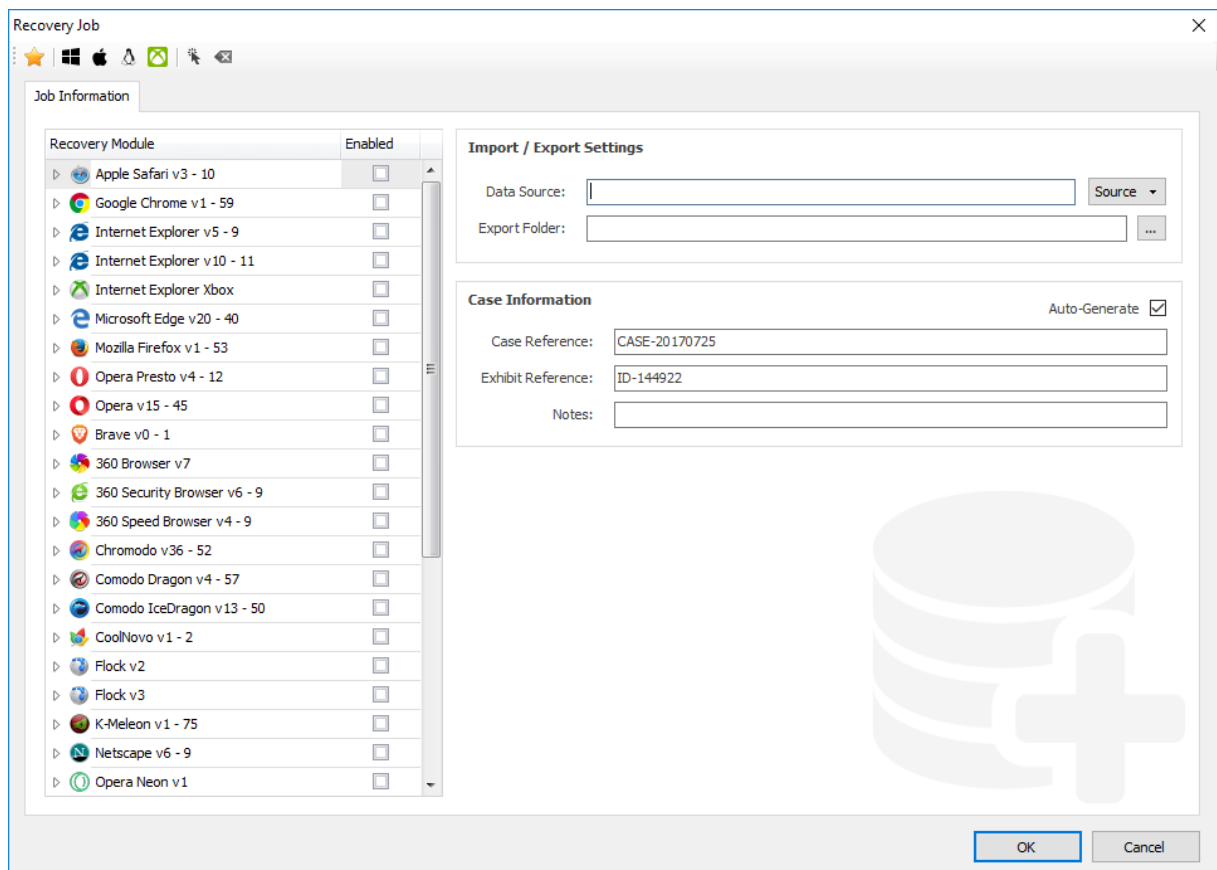 Recovery Job
Job Information
Recovery Module Enabled
Apple Safari v3 - 10
Google Chrome v1 - 59
Internet Explorer v5 - 9
Internet Explorer v10 - 11
Internet Explorer Xbox
Microsoft Edge v20 - 40
Mozilla Firefox v1 - 53
Opera Presto v4 - 12
Opera v15 - 45
Brave v0 - 1
360 Browser v7
360 Security Browser v6 - 9
360 Speed Browser v4 - 9
Chromodo v36 - 52
Comodo Dragon v4 - 57
Comodo IceDragon v13 - 50
CoolNovo v1 - 2
Flock v2
Flock v3
K-Meleon v1 - 75
Netscape v6 - 9
Opera Neon v1
Import / Export Settings
Data Source: Source
Export Folder: ...
Case Information
Auto-Generate
Case Reference: CASE-20170725
Exhibit Reference: ID-144922
Notes:
OK Cancel